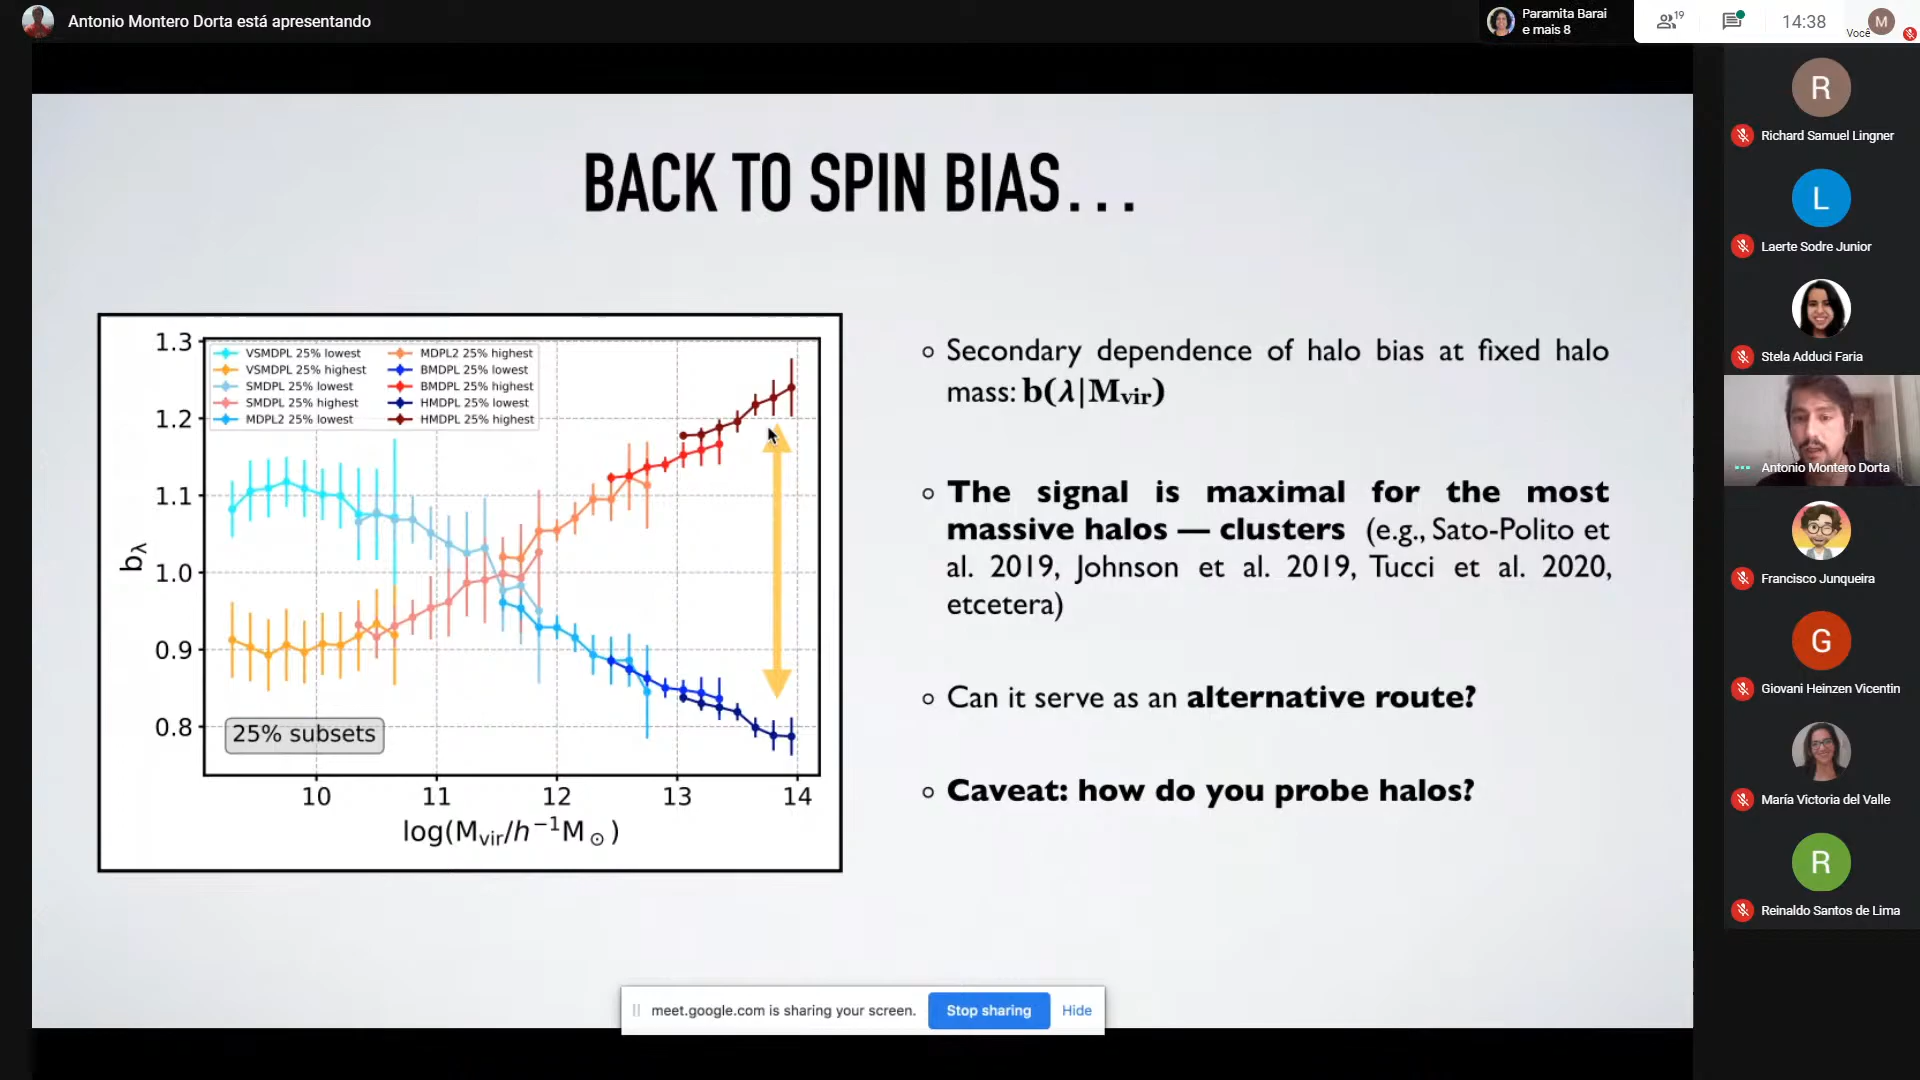 Antonio Montero Dorta está apresentando
Paramita Barai
e mais 8
19
14:38
Você
M
BACK TO SPIN BIAS...
1.3
1.2
1.1
1.0
0.9
0.8
bλ
VSMDPL 25% lowest
VSMDPL 25% highest
SMDPL 25% lowest
SMDPL 25% highest
MDPL2 25% lowest
MDPL2 25% highest
BMDPL 25% lowest
BMDPL 25% highest
HMDPL 25% lowest
HMDPL 25% highest
25% subsets
10 11 12 13 14
log(Mvir/h⁻¹M⊙)
Secondary dependence of halo bias at fixed halo
mass: b(λ|Mvir)
The signal is maximal for the most
massive halos — clusters (e.g., Sato-Polito et
al. 2019, Johnson et al. 2019, Tucci et al. 2020,
etcetera)
Can it serve as an alternative route?
Caveat: how do you probe halos?
meet.google.com is sharing your screen. Stop sharing Hide
R
Richard Samuel Lingner
L
Laerte Sodre Junior
Stela Adduci Faria
Antonio Montero Dorta
Francisco Junqueira
G
Giovani Heinzen Vicentin
María Victoria del Valle
R
Reinaldo Santos de Lima